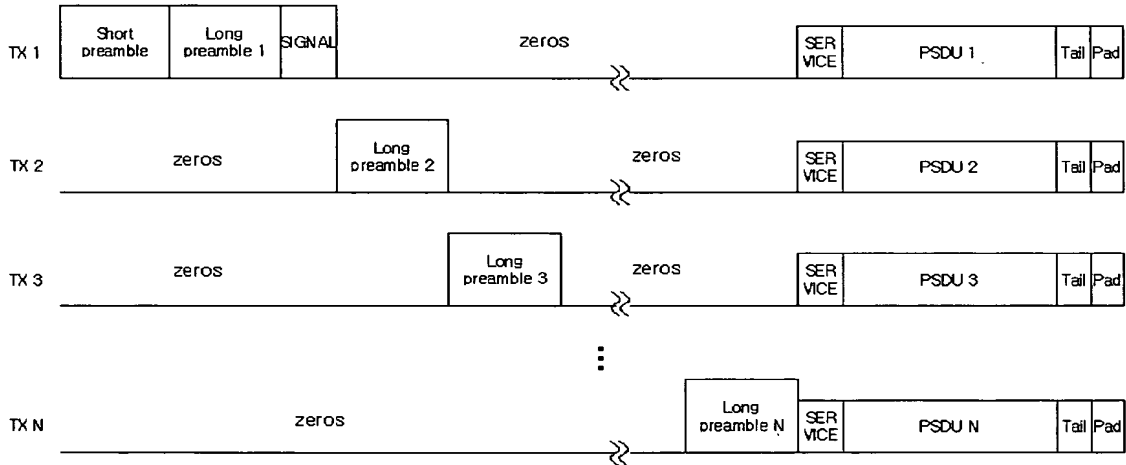 TX 1
Short
preamble
Long
preamble 1
SIGNAL
zeros
SER
VICE
PSDU 1
Tail
Pad
TX 2
zeros
Long
preamble 2
zeros
SER
VICE
PSDU 2
Tail
Pad
TX 3
zeros
Long
preamble 3
zeros
SER
VICE
PSDU 3
Tail
Pad
TX N
zeros
Long
preamble N
SER
VICE
PSDU N
Tail
Pad